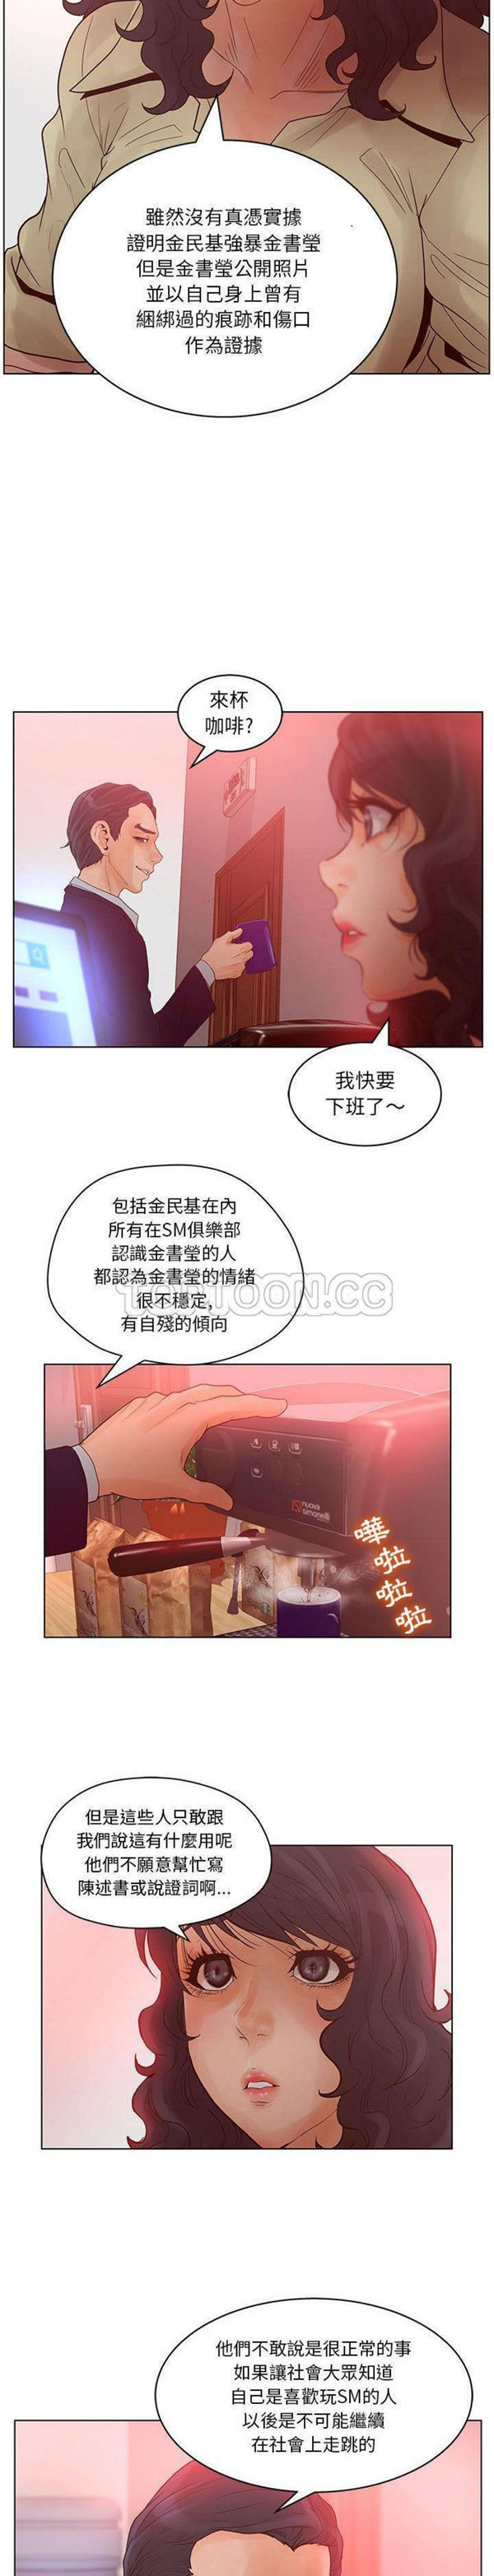 雖然沒有真憑實據
證明金民基強暴金書瑩
但是金書瑩公開照片
並以自己身上曾有
綑綁過的痕跡和傷口
作為證據
來杯
咖啡?
我快要
下班了～
包括金民基在內
所有在SM俱樂部
認識金書瑩的人
都認為金書瑩的情緒
很不穩定,
有自殘的傾向
TOPTOON.CC
nuova
simonelli
嘩
啦
啦
啦
但是這些人只敢跟
我們說這有什麼用呢
他們不願意幫忙寫
陳述書或說證詞啊...
他們不敢說是很正常的事
如果讓社會大眾知道
自己是喜歡玩SM的人
以後是不可能繼續
在社會上走跳的